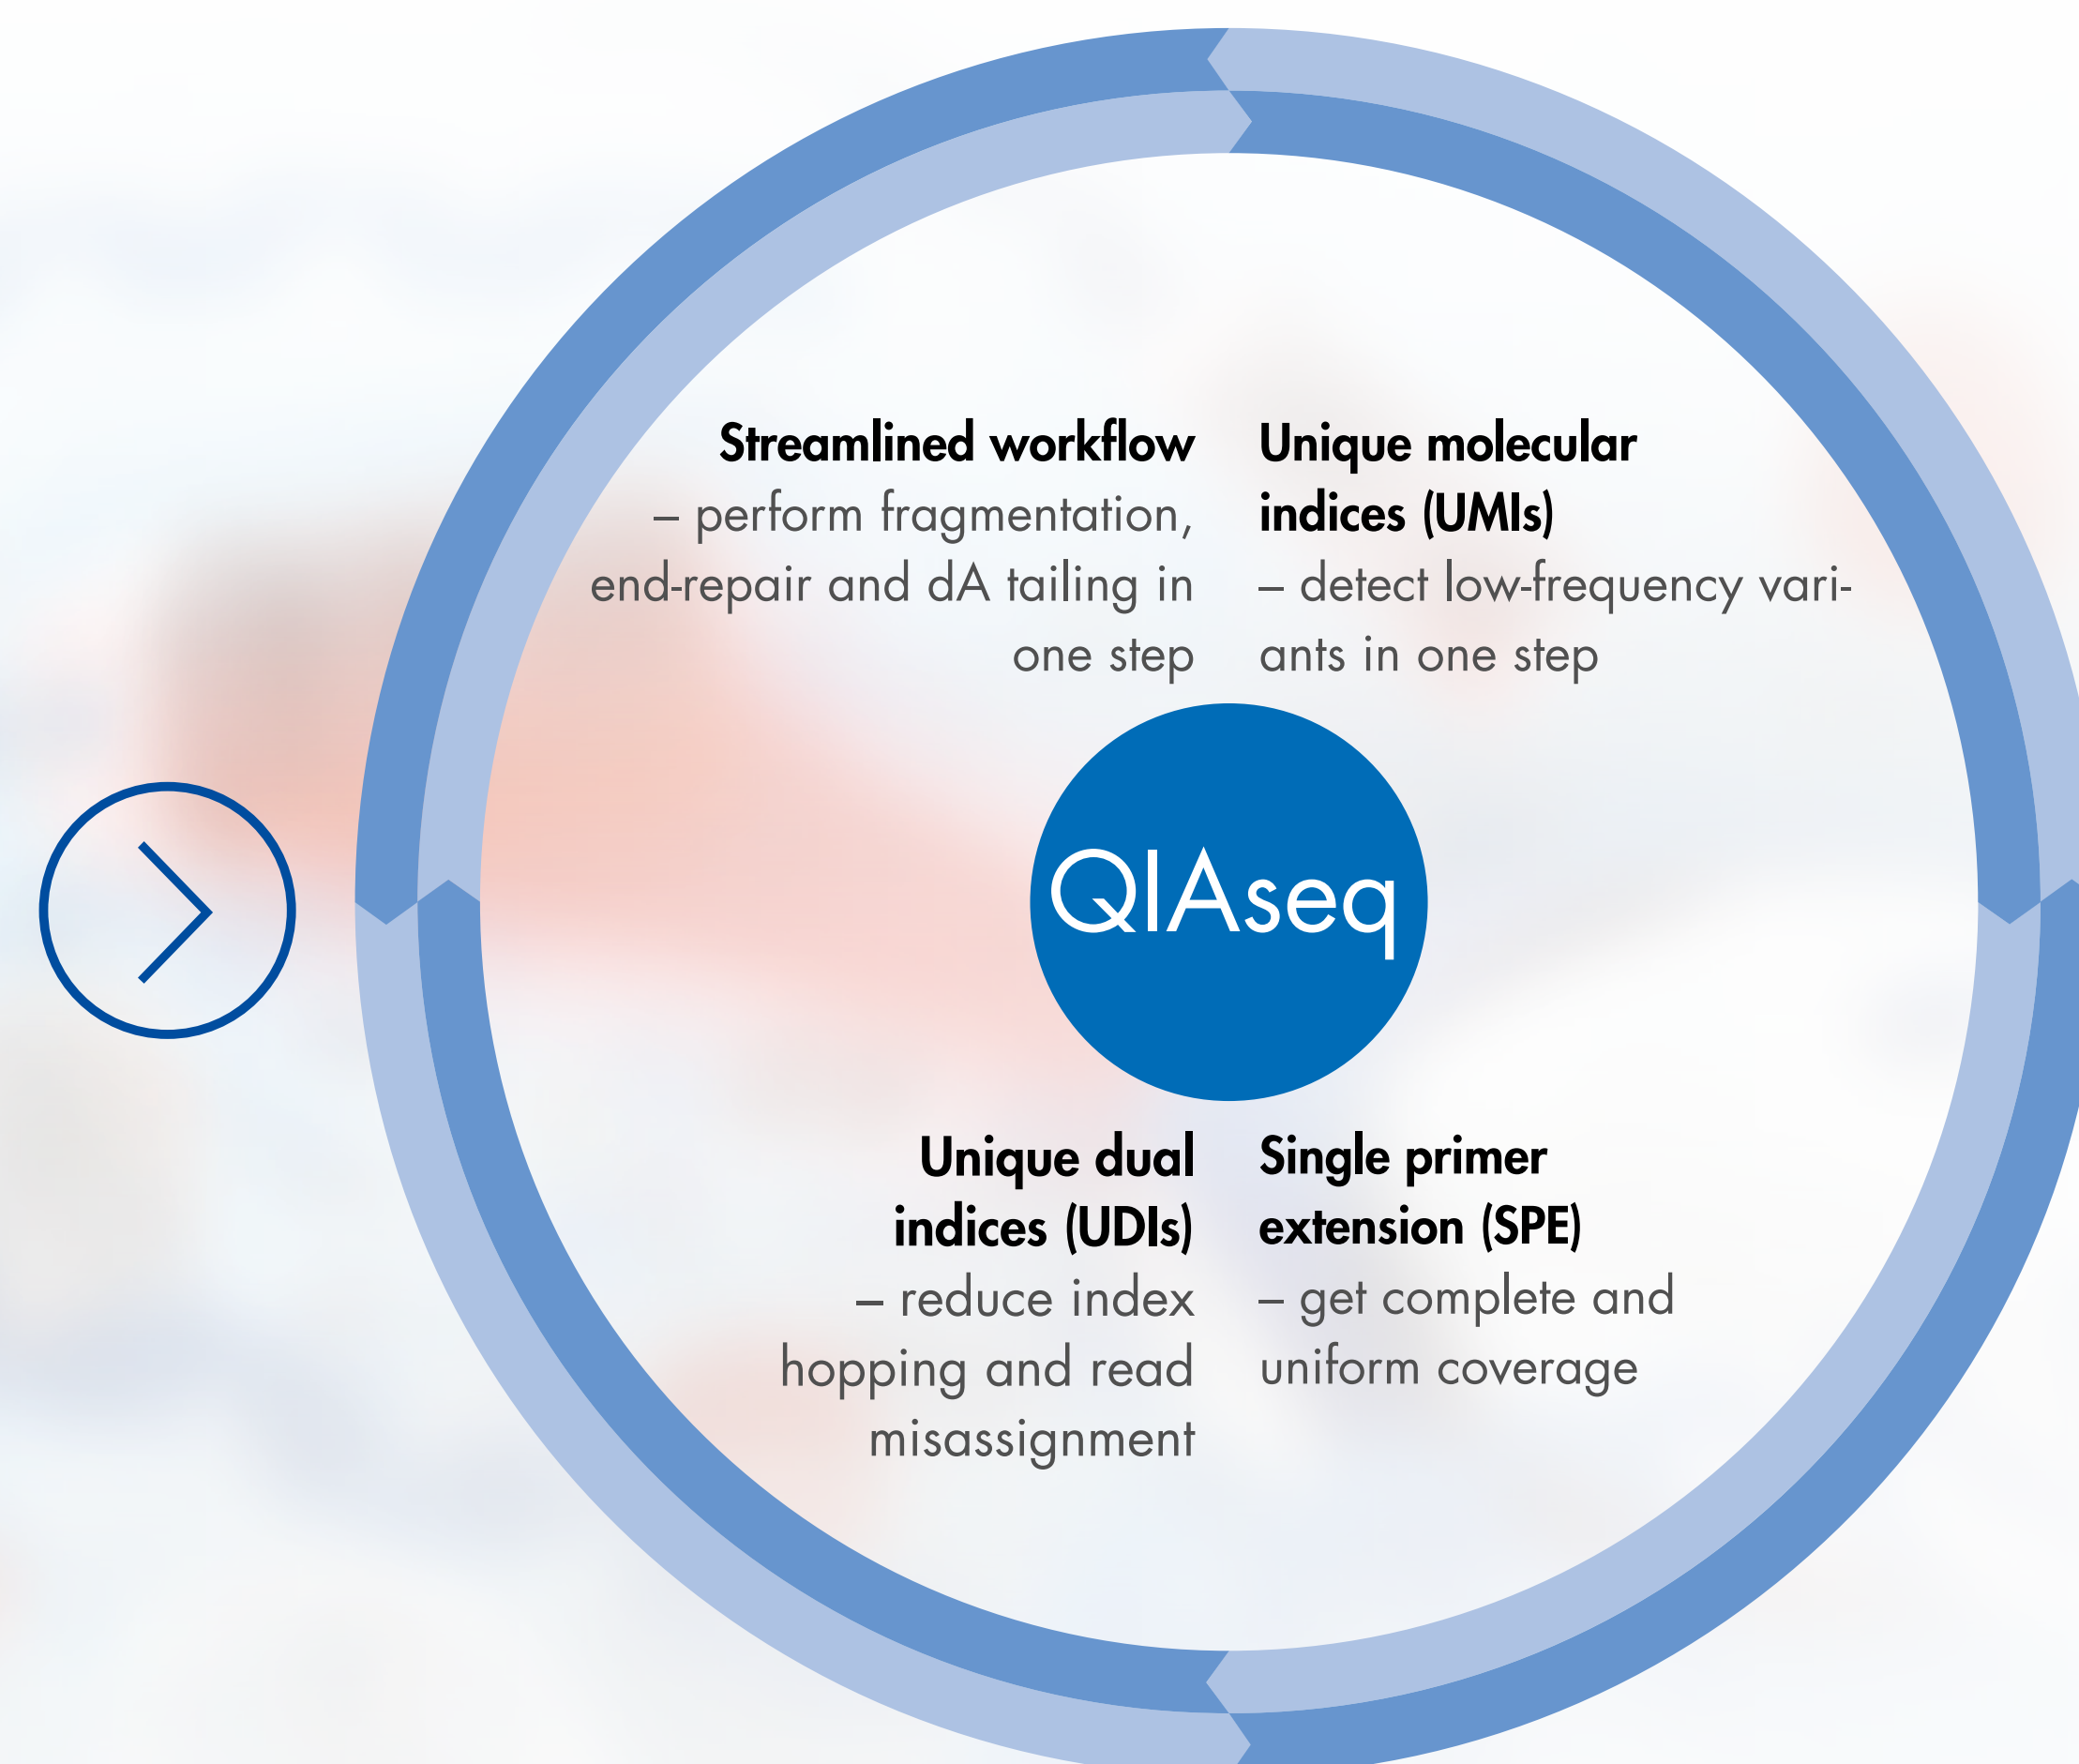 Streamlined workflow
– perform fragmentation,
end-repair and dA tailing in
one step
Unique molecular
indices (UMIs)
– detect low-frequency vari-
ants in one step
QIAseq
Unique dual
indices (UDIs)
– reduce index
hopping and read
misassignment
Single primer
extension (SPE)
– get complete and
uniform coverage